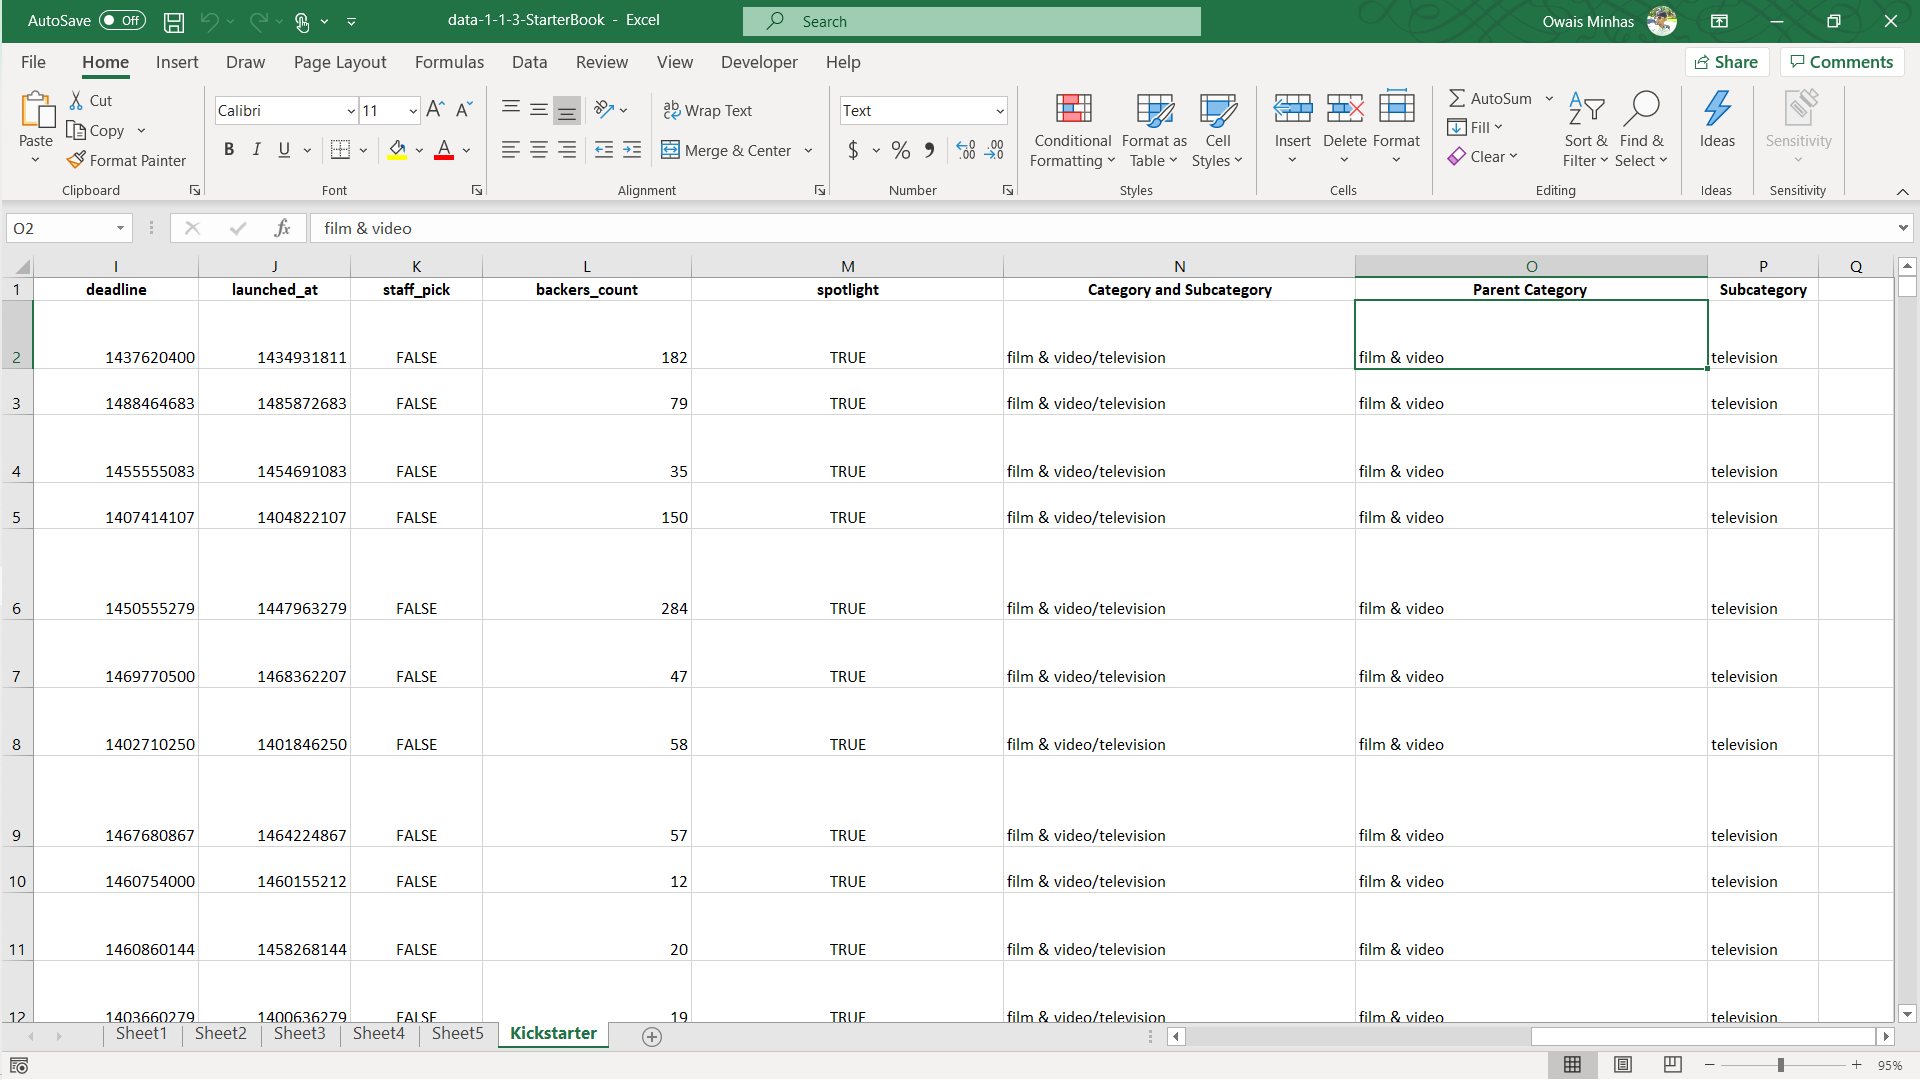 AutoSave Off data-1-1-3-StarterBook - Excel Search Owais Minhas
File Home Insert Draw Page Layout Formulas Data Review View Developer Help Share Comments
Paste Cut Copy Format Painter Clipboard
Calibri 11 B I U A Font
ab Wrap Text Merge & Center Alignment
Text $ % Number
Conditional Formatting Format as Table Cell Styles Styles
Insert Delete Format Cells
AutoSum Fill Clear Sort & Filter Find & Select Editing
Ideas Ideas
Sensitivity Sensitivity
O2 fx film & video
I J K L M N O P Q
1 deadline launched_at staff_pick backers_count spotlight Category and Subcategory Parent Category Subcategory
2 1437620400 1434931811 FALSE 182 TRUE film & video/television film & video television
3 1488464683 1485872683 FALSE 79 TRUE film & video/television film & video television
4 1455555083 1454691083 FALSE 35 TRUE film & video/television film & video television
5 1407414107 1404822107 FALSE 150 TRUE film & video/television film & video television
6 1450555279 1447963279 FALSE 284 TRUE film & video/television film & video television
7 1469770500 1468362207 FALSE 47 TRUE film & video/television film & video television
8 1402710250 1401846250 FALSE 58 TRUE film & video/television film & video television
9 1467680867 1464224867 FALSE 57 TRUE film & video/television film & video television
10 1460754000 1460155212 FALSE 12 TRUE film & video/television film & video television
11 1460860144 1458268144 FALSE 20 TRUE film & video/television film & video television
12 1403660279 1400636279 FALSE 19 TRUE film & video/television film & video television
Sheet1 Sheet2 Sheet3 Sheet4 Sheet5 Kickstarter
95%